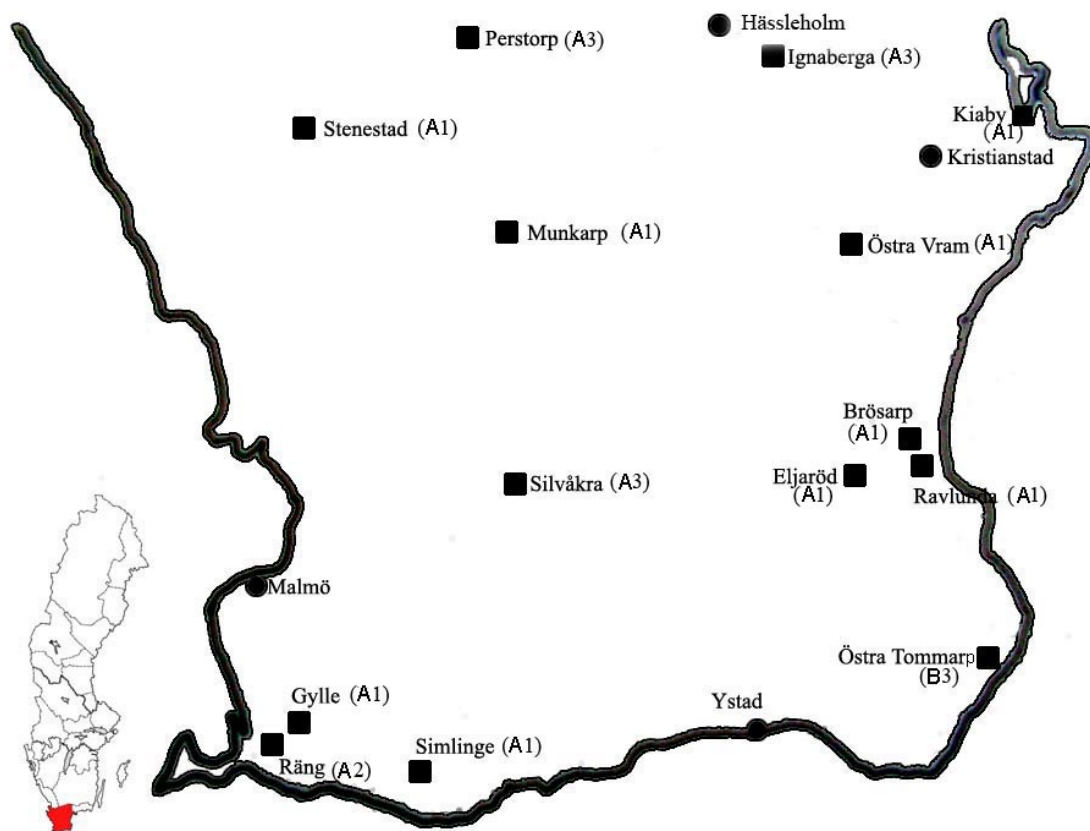 Hässleholm
Perstorp (A3)
Ignaberga (A3)
Kiaby
(A1)
Stenestad (A1)
Kristianstad
Munkarp (A1)
Östra Vram (A1)
Brösarp
(A1)
Silvåkra (A3)
Eljaröd
(A1)
Ravlunda (A1)
Malmö
Östra Tommarp
(B3)
Gylle (A1)
Ystad
Simlinge (A1)
Räng (A2)